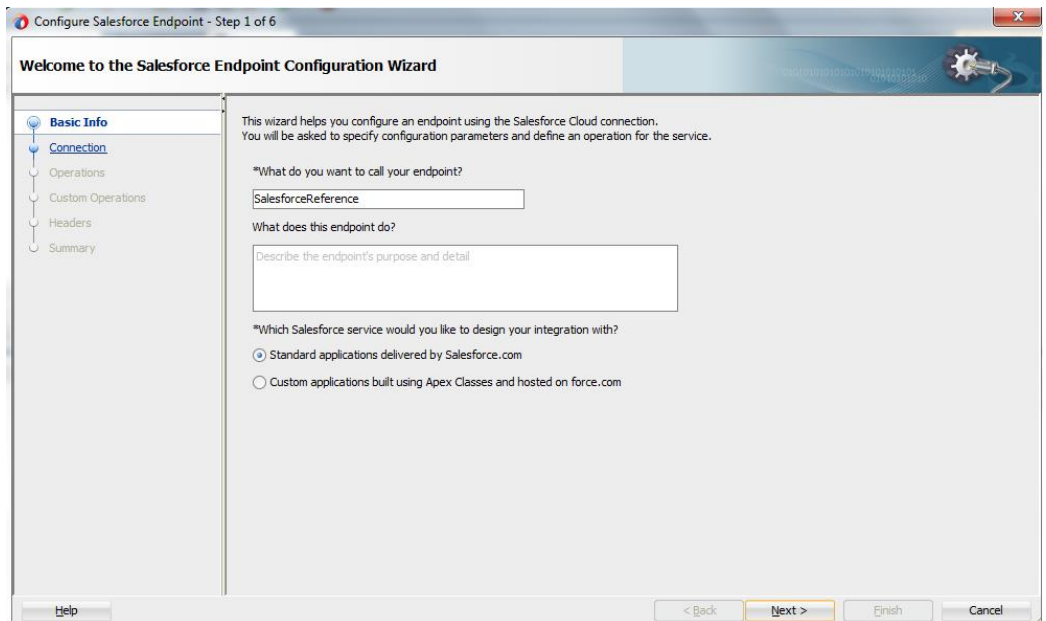 Configure Salesforce Endpoint - Step 1 of 6
Welcome to the Salesforce Endpoint Configuration Wizard
Basic Info
Connection
Operations
Custom Operations
Headers
Summary
This wizard helps you configure an endpoint using the Salesforce Cloud connection.
You will be asked to specify configuration parameters and define an operation for the service.
*What do you want to call your endpoint?
SalesforceReference
What does this endpoint do?
Describe the endpoint's purpose and detail
*Which Salesforce service would you like to design your integration with?
Standard applications delivered by Salesforce.com
Custom applications built using Apex Classes and hosted on force.com
Help
< Back
Next >
Finish
Cancel